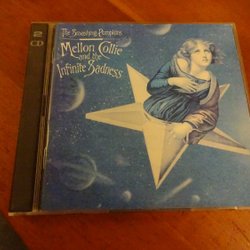 2
CD
The Smashing Pumpkins
Mellon Collie
and the
Infinite Sadness